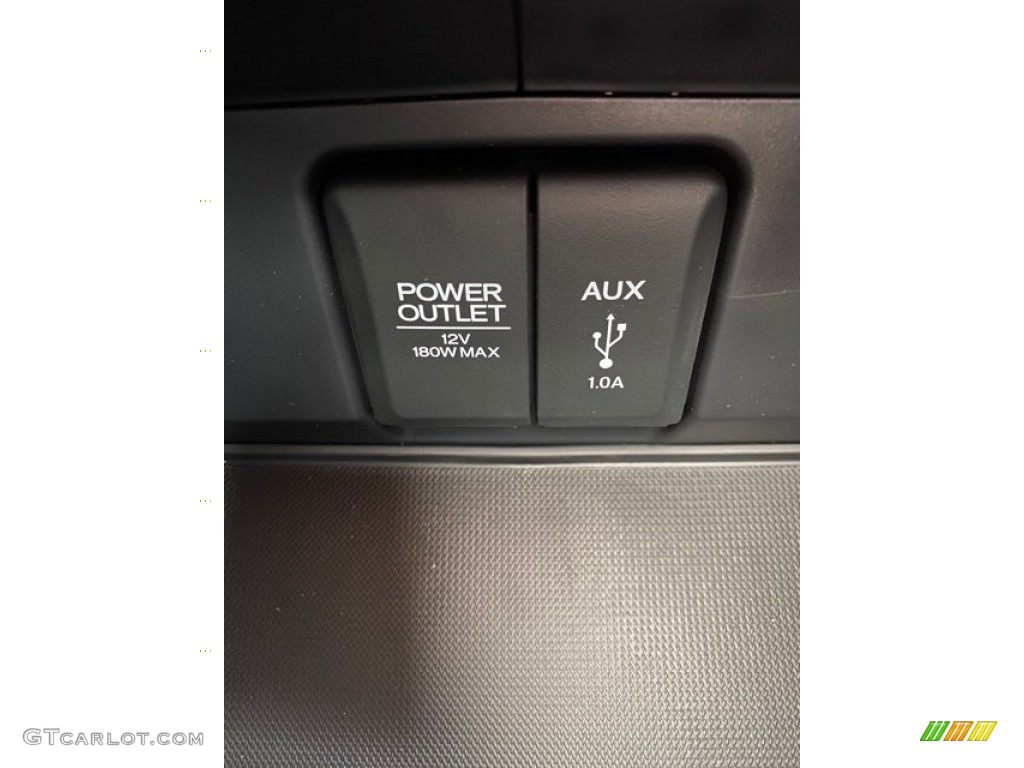 POWER
OUTLET
12V
180W MAX
AUX
1.0A
GTCARLOT.COM